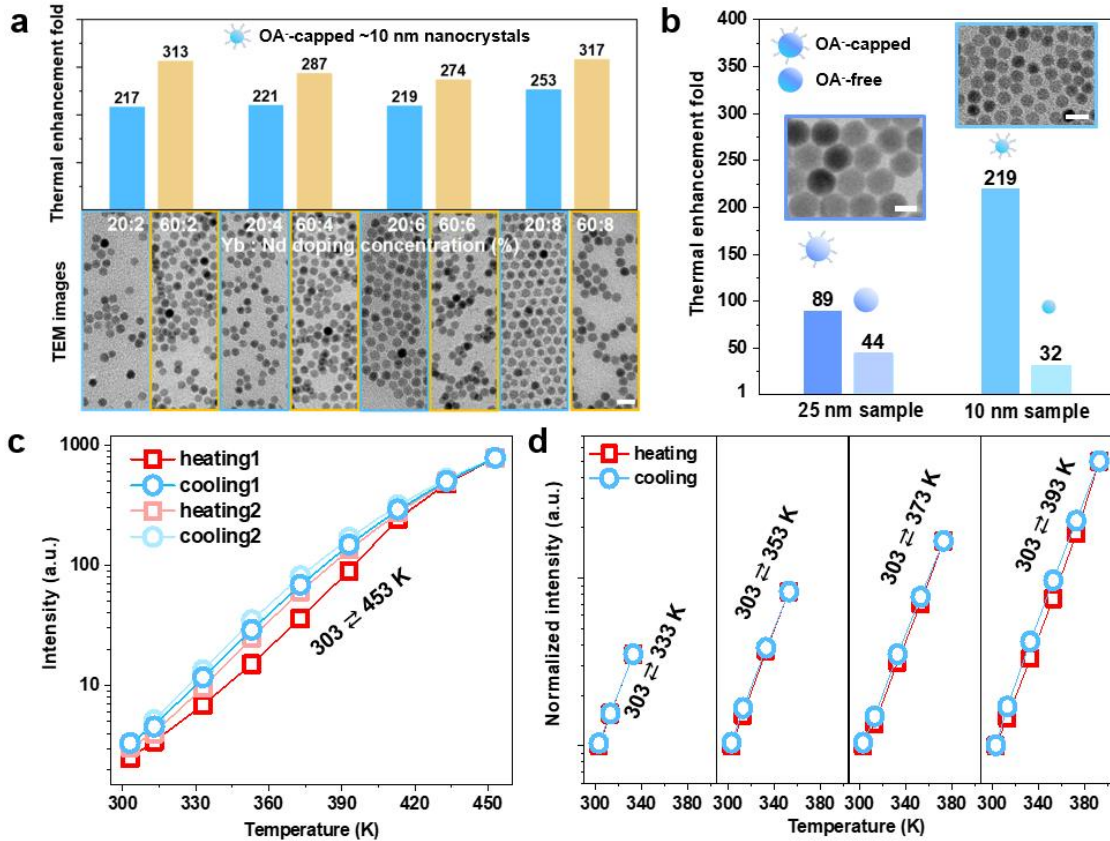 a
Thermal enhancement fold
OA⁻-capped ~10 nm nanocrystals
217
313
221
287
219
274
253
317
TEM images
20:2
60:2
20:4
60:4
20:6
60:6
20:8
60:8
Yb : Nd doping concentration (%)
b
Thermal enhancement fold
400
350
300
250
200
150
100
50
1
OA⁻-capped
OA⁻-free
89
44
219
32
25 nm sample
10 nm sample
c
Intensity (a.u.)
1000
100
10
heating1
cooling1
heating2
cooling2
303 ⇄ 453 K
300
330
360
390
420
450
Temperature (K)
d
Normalized intensity (a.u.)
heating
cooling
303 ⇄ 333 K
303 ⇄ 353 K
303 ⇄ 373 K
303 ⇄ 393 K
300 340 380
300 340 380
300 340 380
300 340 380
Temperature (K)